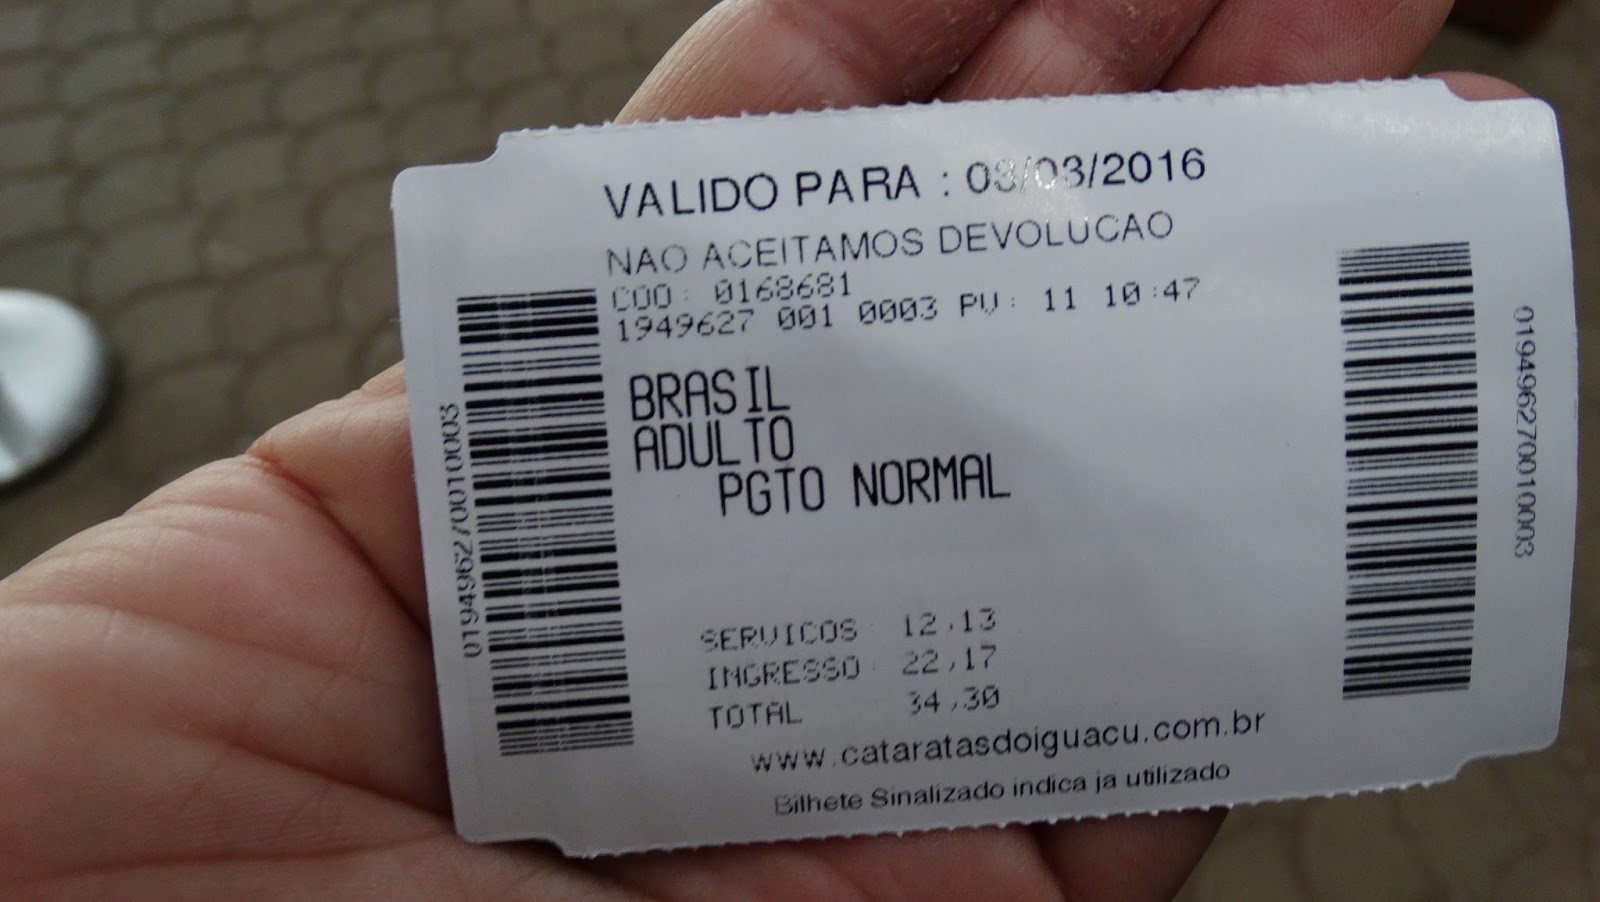 VALIDO PARA : 03/03/2016
NAO ACEITAMOS DEVOLUCAO
COO: 0168681
1949627 001 0003 PV: 11 10:47
BRASIL
ADULTO
PGTO NORMAL
SERVICOS 12,13
INGRESSO 22,17
TOTAL 34,30
www.cataratasdoiguacu.com.br
Bilhete Sinalizado indica ja utilizado
019496270010003
019496270010003